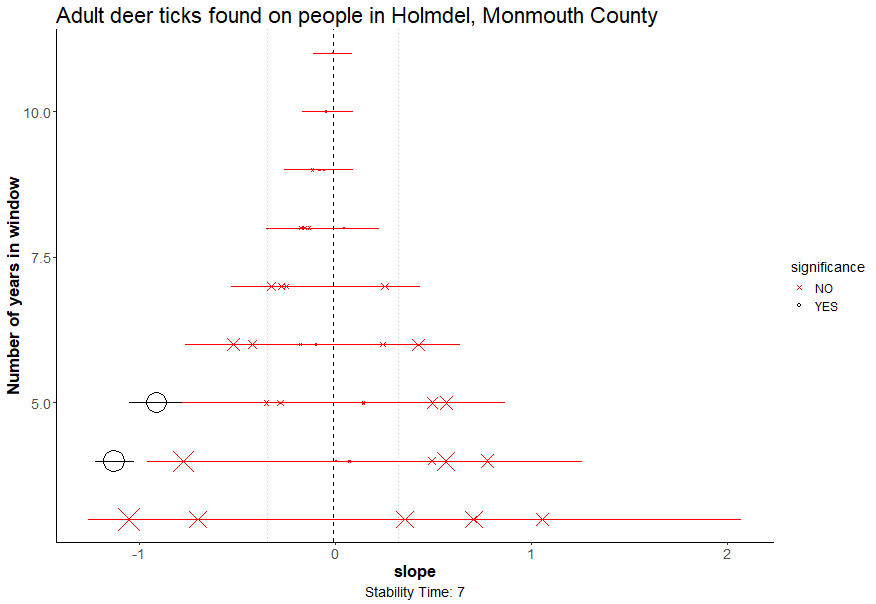 Adult deer ticks found on people in Holmdel, Monmouth County
Number of years in window
10.0
7.5
5.0
-1
0
1
2
slope
Stability Time: 7
significance
NO
YES